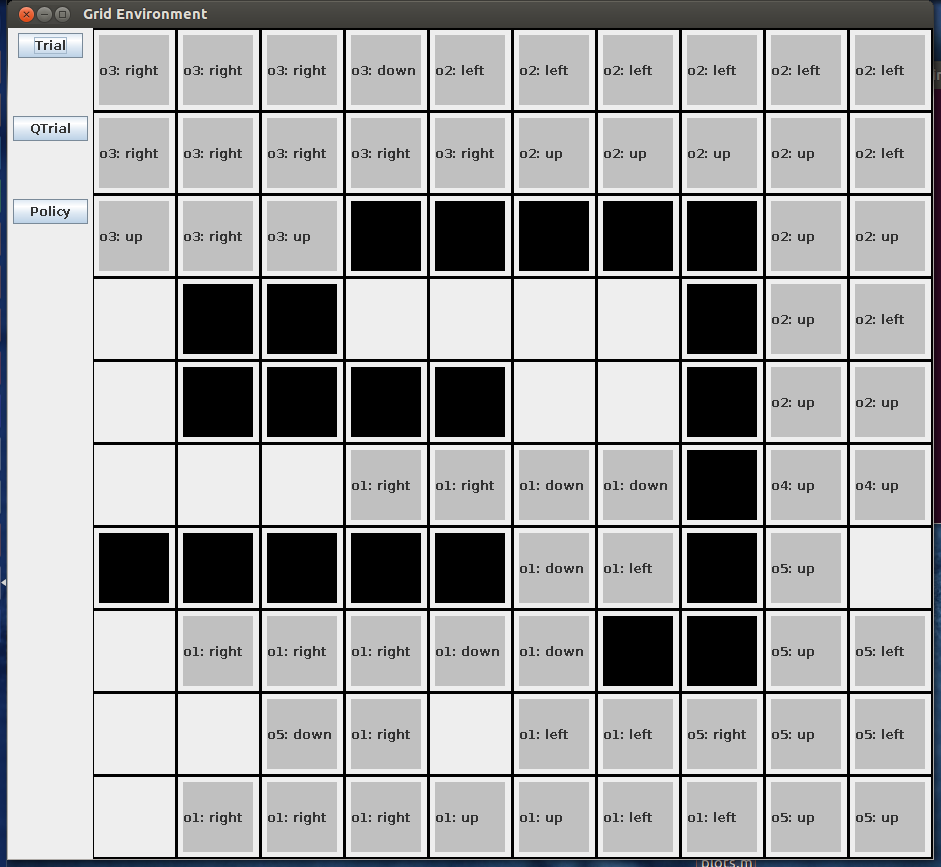 Grid Environment
Trial
o3: right o3: right o3: right o3: down o2: left o2: left o2: left o2: left o2: left o2: left
QTrial
o3: right o3: right o3: right o3: right o3: right o2: up o2: up o2: up o2: up o2: left
Policy
o3: up o3: right o3: up o2: up o2: up
o2: up o2: left
o2: up o2: up
o1: right o1: right o1: down o1: down o4: up o4: up
o1: down o1: left o5: up
o1: right o1: right o1: right o1: down o1: down o5: up o5: left
o5: down o1: right o1: left o1: left o5: right o5: up o5: left
o1: right o1: right o1: right o1: up o1: up o1: left o1: left o5: up o5: up